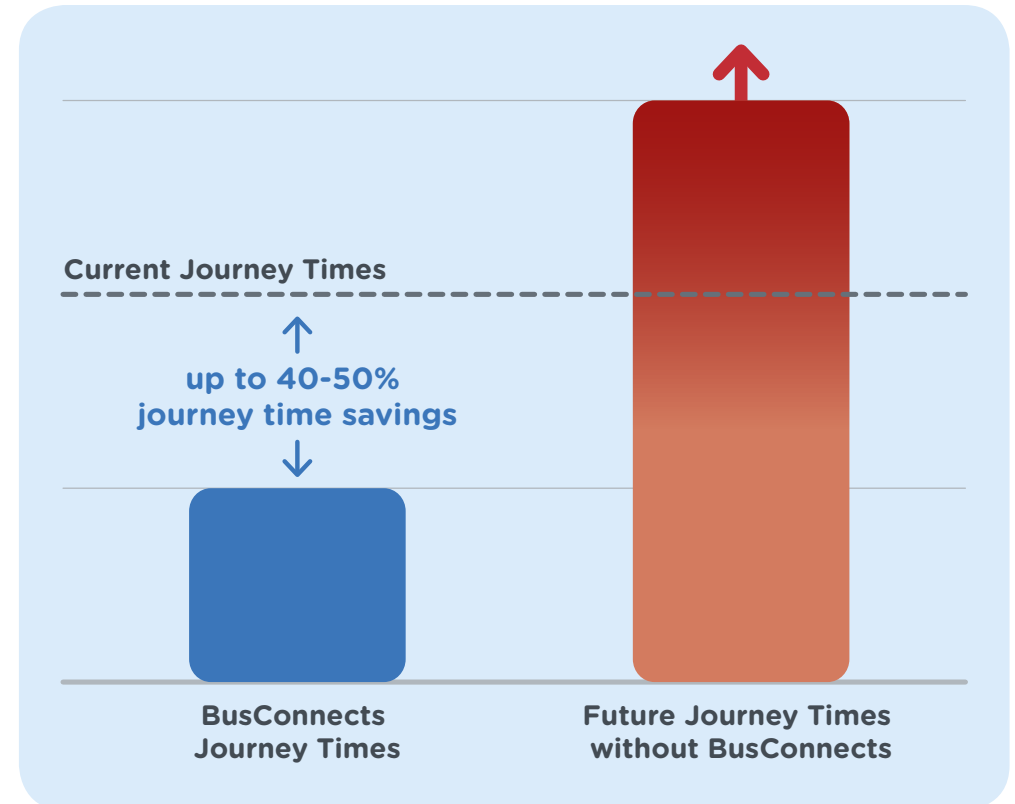 Current Journey Times
up to 40-50%
journey time savings
BusConnects
Journey Times
Future Journey Times
without BusConnects